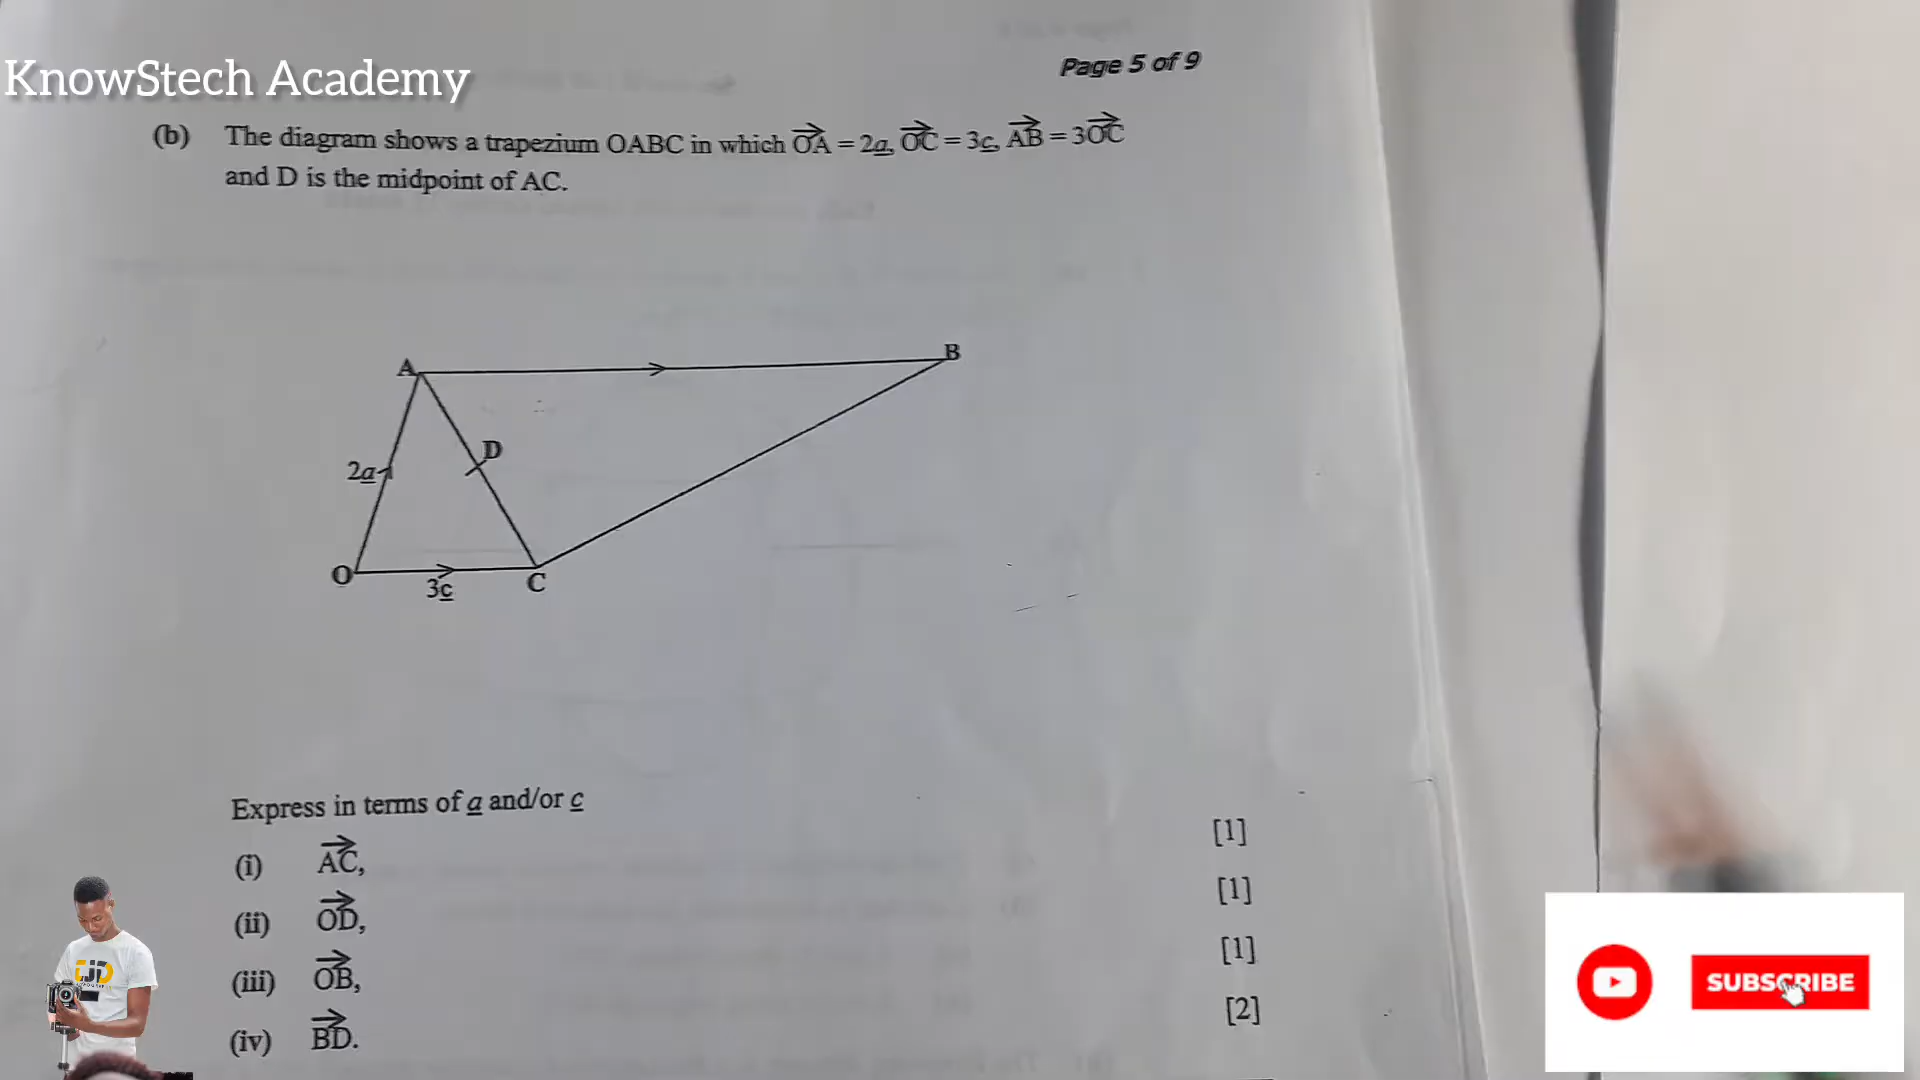 KnowStech Academy
Page 5 of 9
(b) The diagram shows a trapezium OABC in which OA = 2a, OC = 3c, AB = 3OC
and D is the midpoint of AC.
A
B
D
2a
O
3c
C
Express in terms of a and/or c
(i) AC, [1]
(ii) OD, [1]
(iii) OB, [1]
(iv) BD. [2]
SUBSCRIBE